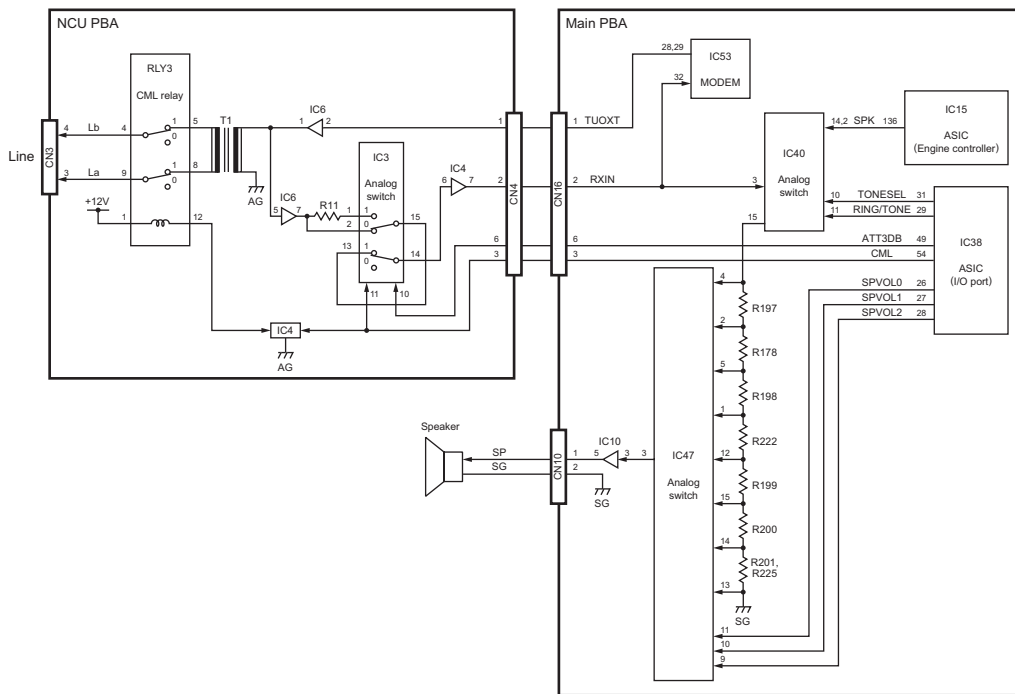 NCU PBA
Main PBA
RLY3
CML relay
Lb
4
4
1
0
5
T1
Line
CN3
La
3
9
1
0
8
AG
+12V
1
12
IC6
1
2
IC3
Analog
switch
IC6
5
7
R11
1
2
1
0
15
13
1
0
14
11
10
IC4
6
7
IC4
AG
1
2
6
3
CN4
CN16
1
2
6
3
TUOXT
RXIN
28,29
32
IC53
MODEM
IC15
ASIC
(Engine controller)
14,2
SPK
136
IC40
Analog
switch
3
15
10
TONESEL
31
11
RING/TONE
29
ATT3DB
49
CML
54
SPVOL0
26
SPVOL1
27
SPVOL2
28
IC38
ASIC
(I/O port)
4
R197
2
R178
5
R198
1
R222
12
R199
15
R200
14
R201,
R225
13
SG
11
10
9
IC47
Analog
switch
Speaker
SP
SG
CN10
1
2
5
IC10
3
3
SG